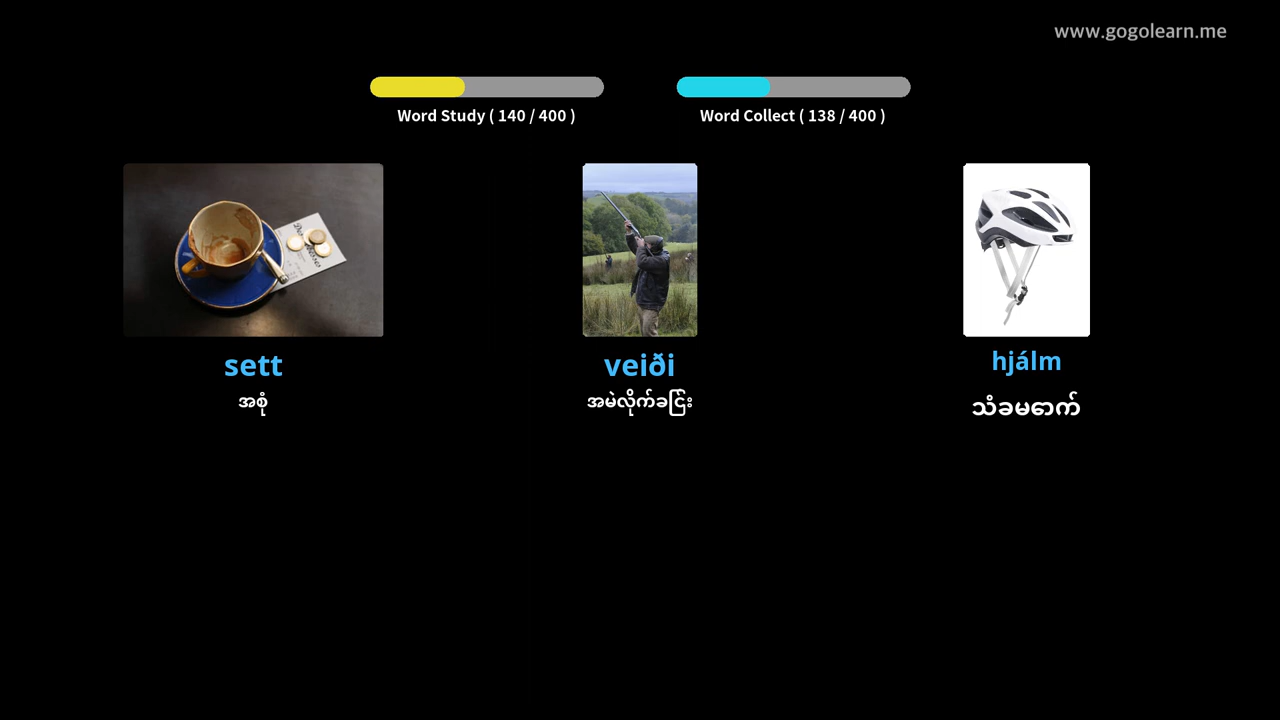 www.gogolearn.me
Word Study ( 140 / 400 )
Word Collect ( 138 / 400 )
sett
အစုံ
veiði
အမဲလိုက်ခြင်း
hjálm
သံခမောက်